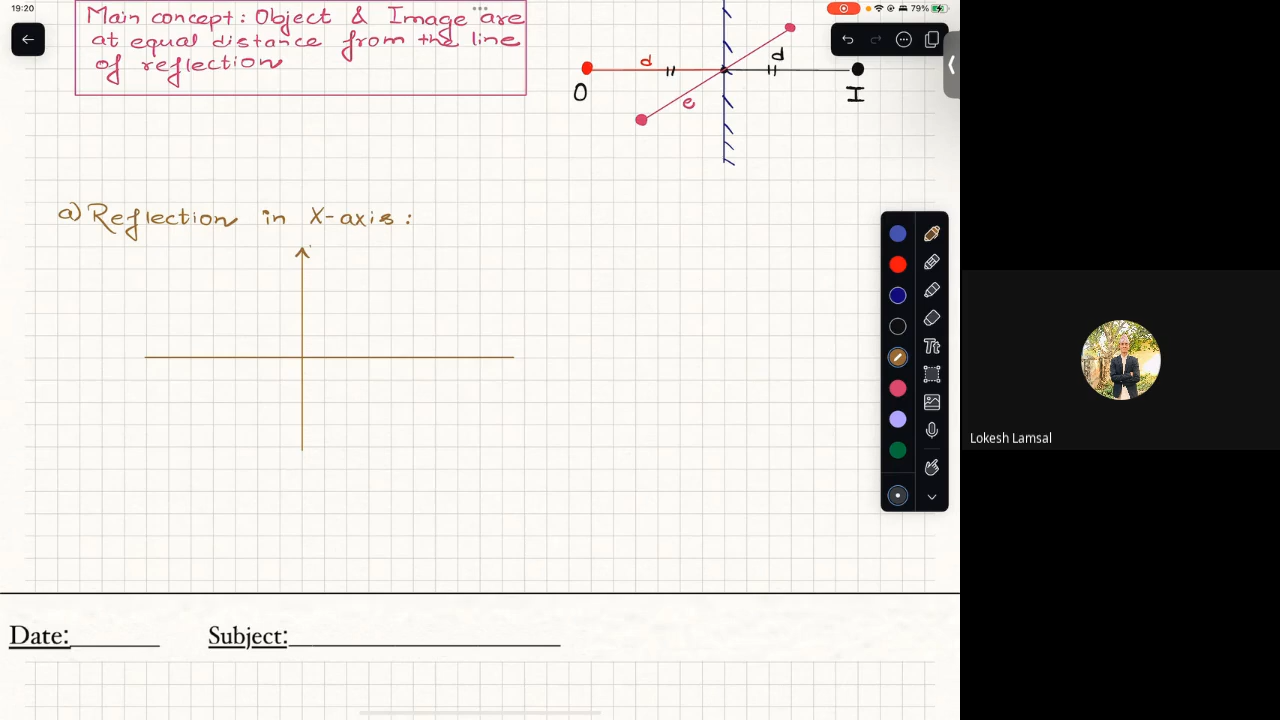 19:20
79%
Main concept: Object & Image are
at equal distance from the line
of reflection
d
d
O
e
I
a) Reflection in X-axis:
Tt
Lokesh Lamsal
Date:
Subject: